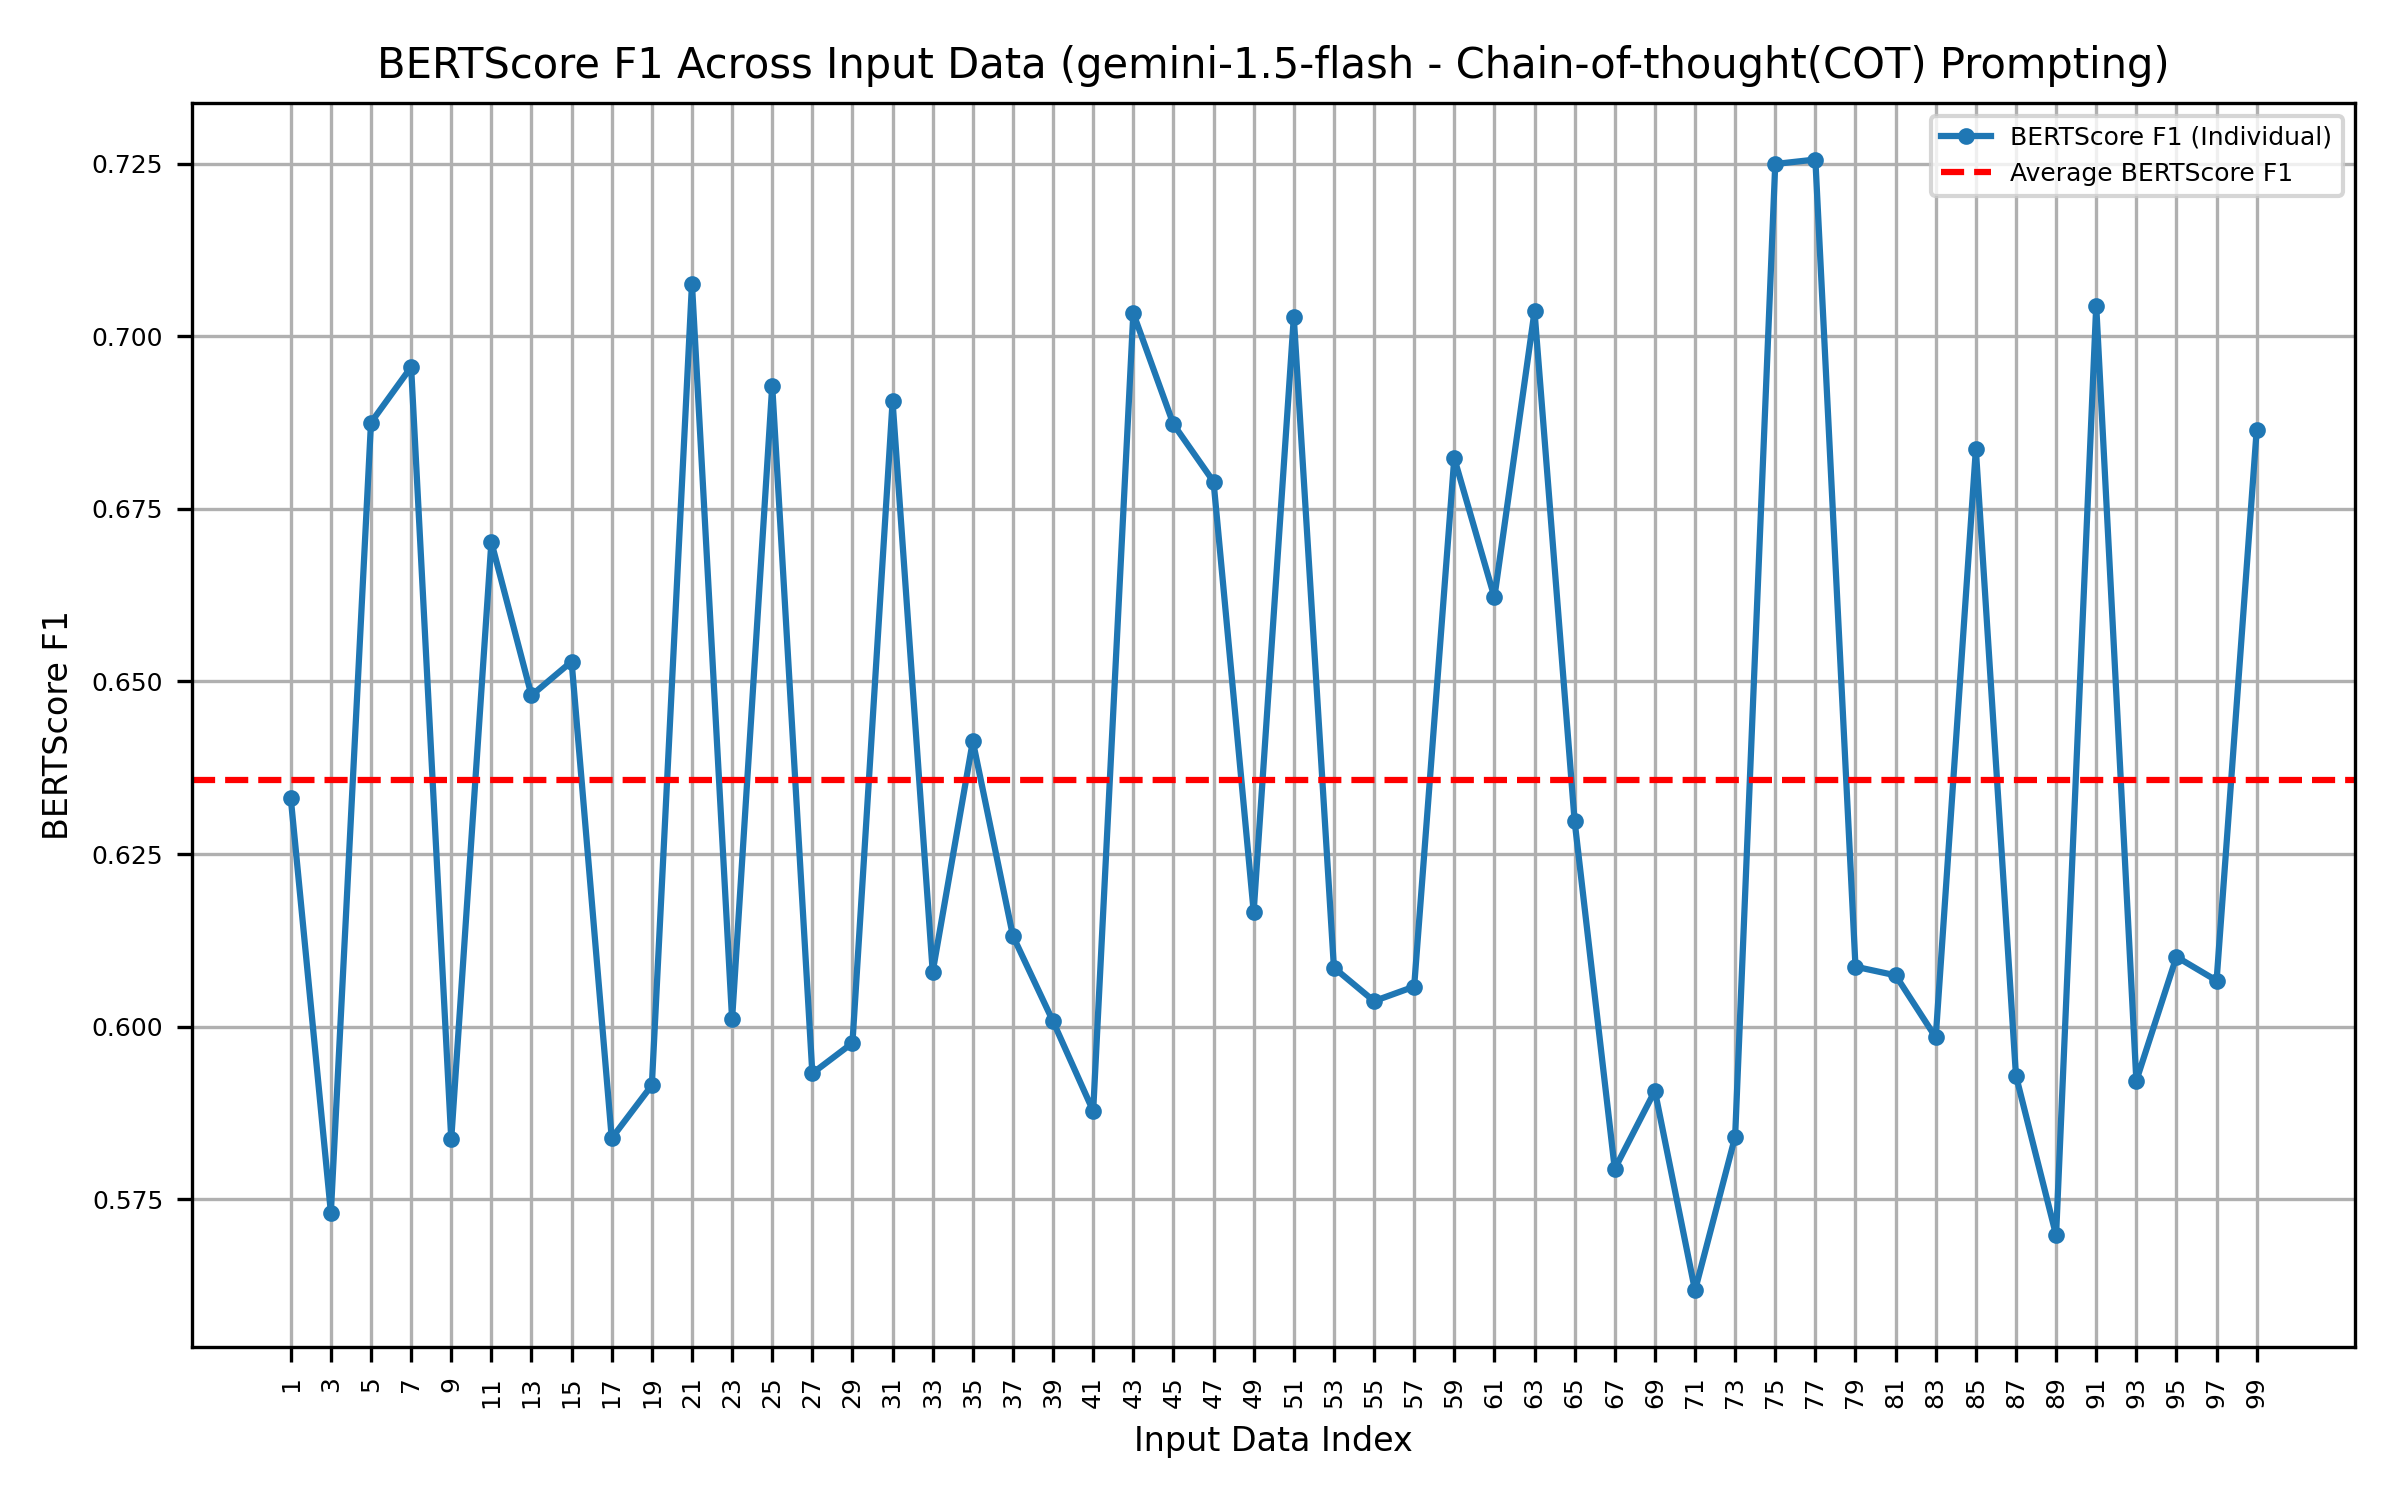 BERTScore F1 Across Input Data (gemini-1.5-flash - Chain-of-thought(COT) Prompting)
BERTScore F1 (Individual)
Average BERTScore F1
BERTScore F1
0.725
0.700
0.675
0.650
0.625
0.600
0.575
1 3 5 7 9 11 13 15 17 19 21 23 25 27 29 31 33 35 37 39 41 43 45 47 49 51 53 55 57 59 61 63 65 67 69 71 73 75 77 79 81 83 85 87 89 91 93 95 97 99
Input Data Index